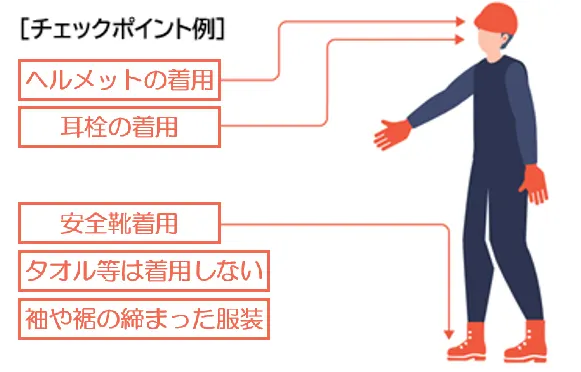 [チェックポイント例]
ヘルメットの着用
耳栓の着用
安全靴着用
タオル等は着用しない
袖や裾の締まった服装